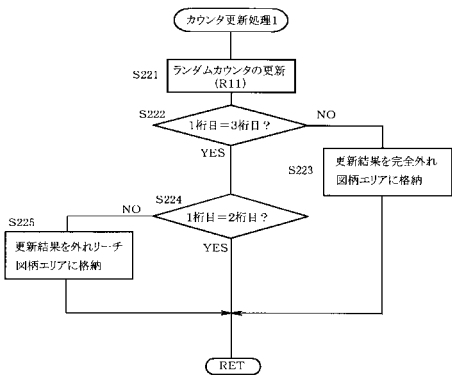 カウンタ更新処理1
S221
ランダムカウンタの更新
(R11)
S222
1桁目=3桁目?
NO
YES
S223
更新結果を完全外れ
図柄エリアに格納
S224
1桁目=2桁目?
NO
YES
S225
更新結果を外れリーチ
図柄エリアに格納
RET